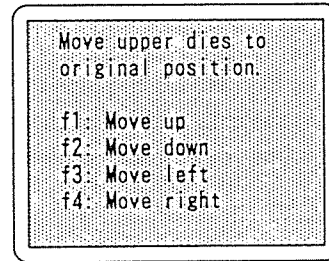 Move upper dies to
original position.
f1: Move up
f2: Move down
f3: Move left
f4: Move right